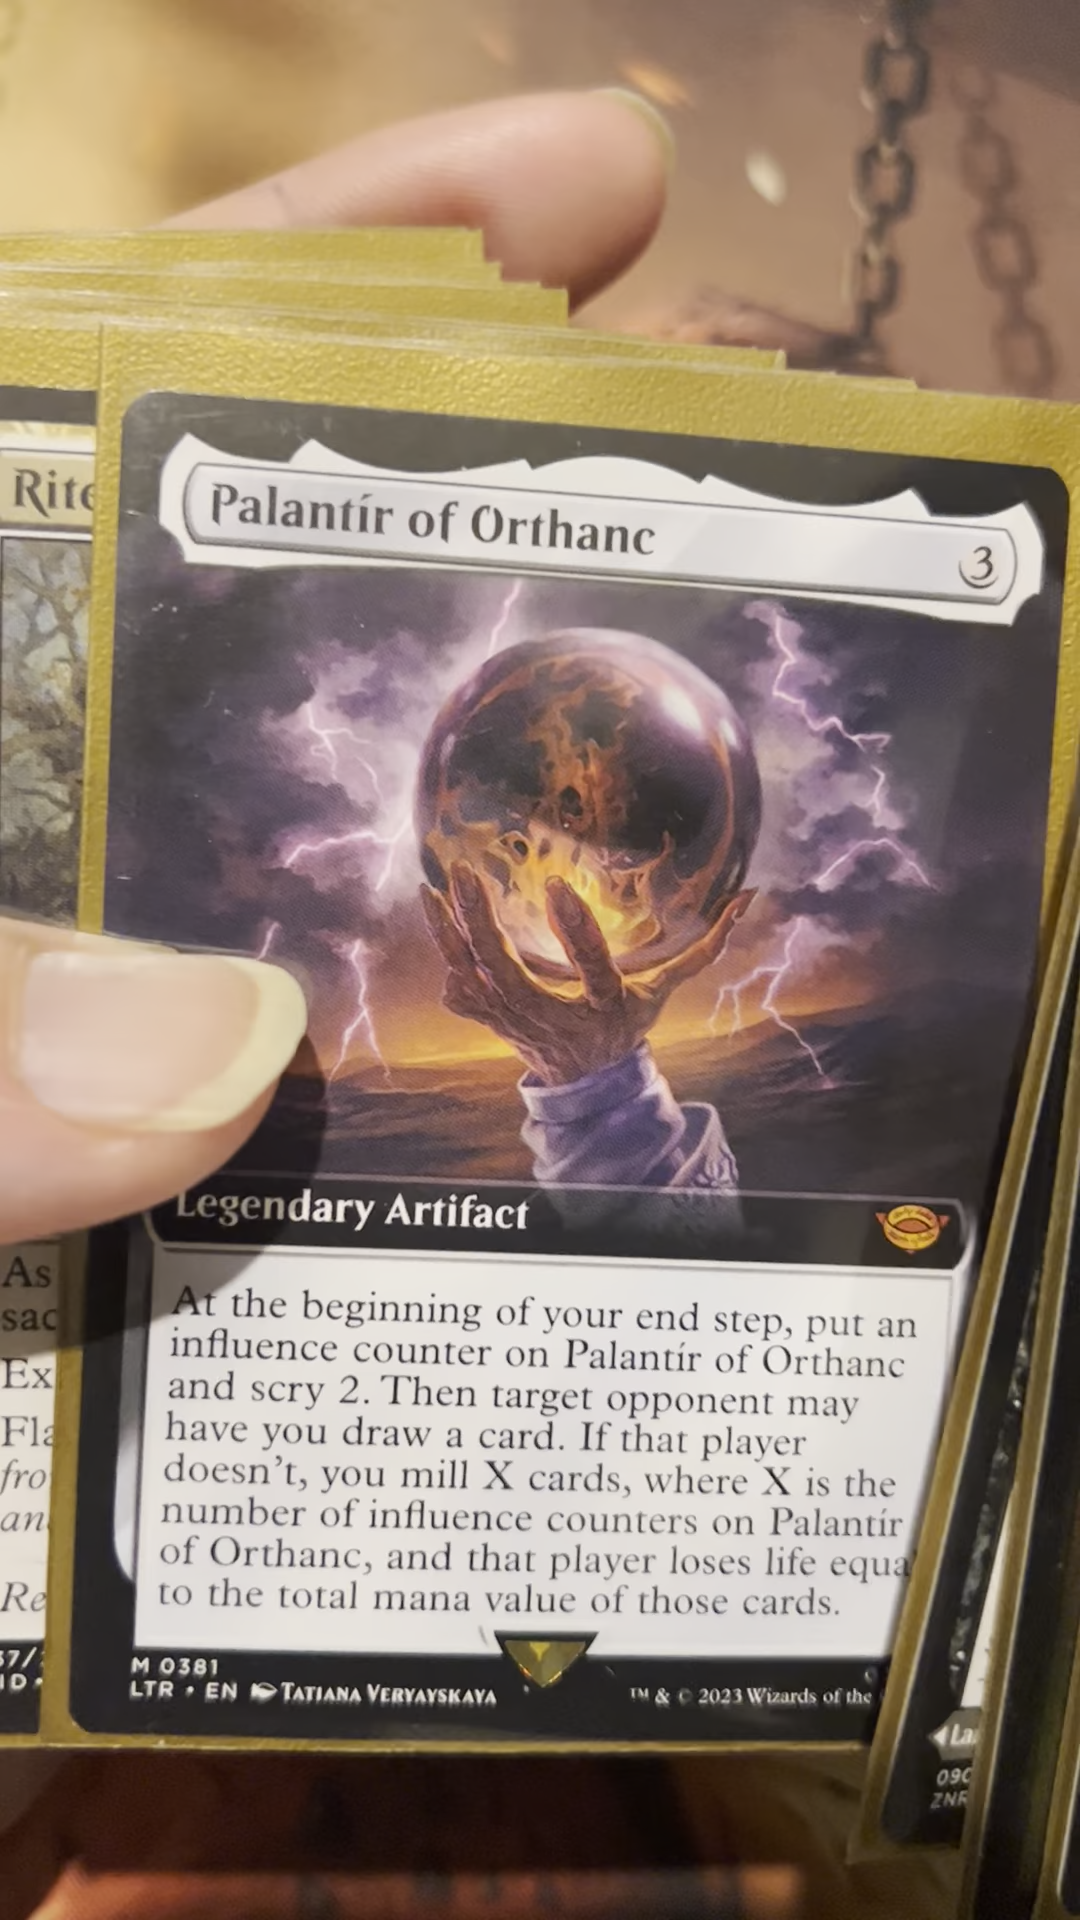 Palantír of Orthanc
3
Legendary Artifact
At the beginning of your end step, put an
influence counter on Palantír of Orthanc
and scry 2. Then target opponent may
have you draw a card. If that player
doesn't, you mill X cards, where X is the
number of influence counters on Palantír
of Orthanc, and that player loses life equa
to the total mana value of those cards.
M 0381
LTR • EN TATIANA VERYAYSKAYA
™ & © 2023 Wizards of the
Rite
As
sac
Ex
Fla
fro
an
Re
37/
ID •
La
090
ZNR